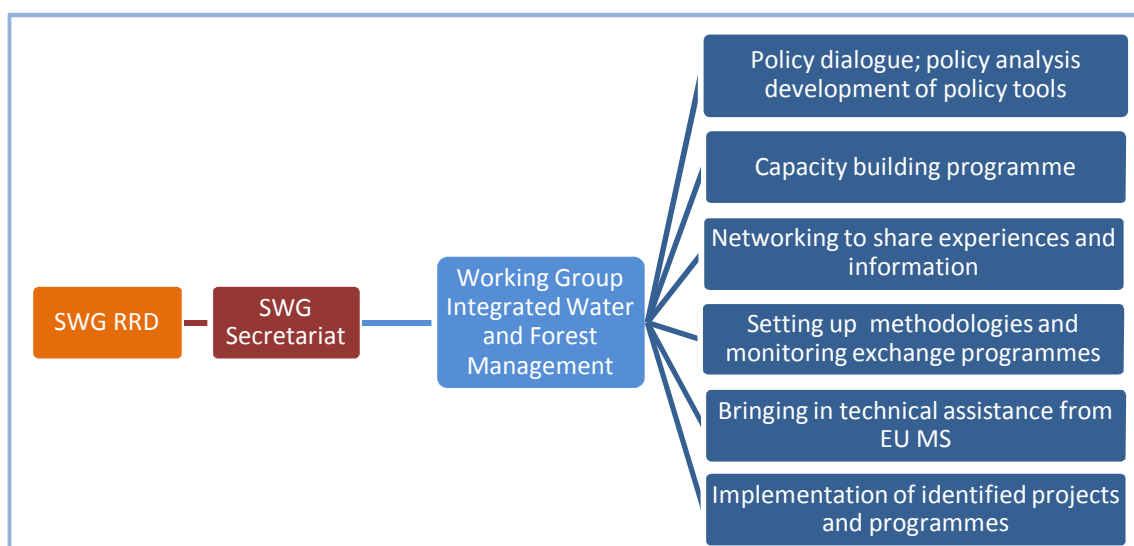 SWG RRD
SWG
Secretariat
Working Group
Integrated Water
and Forest
Management
Policy dialogue; policy analysis
development of policy tools
Capacity building programme
Networking to share experiences and
information
Setting up methodologies and
monitoring exchange programmes
Bringing in technical assistance from
EU MS
Implementation of identified projects
and programmes